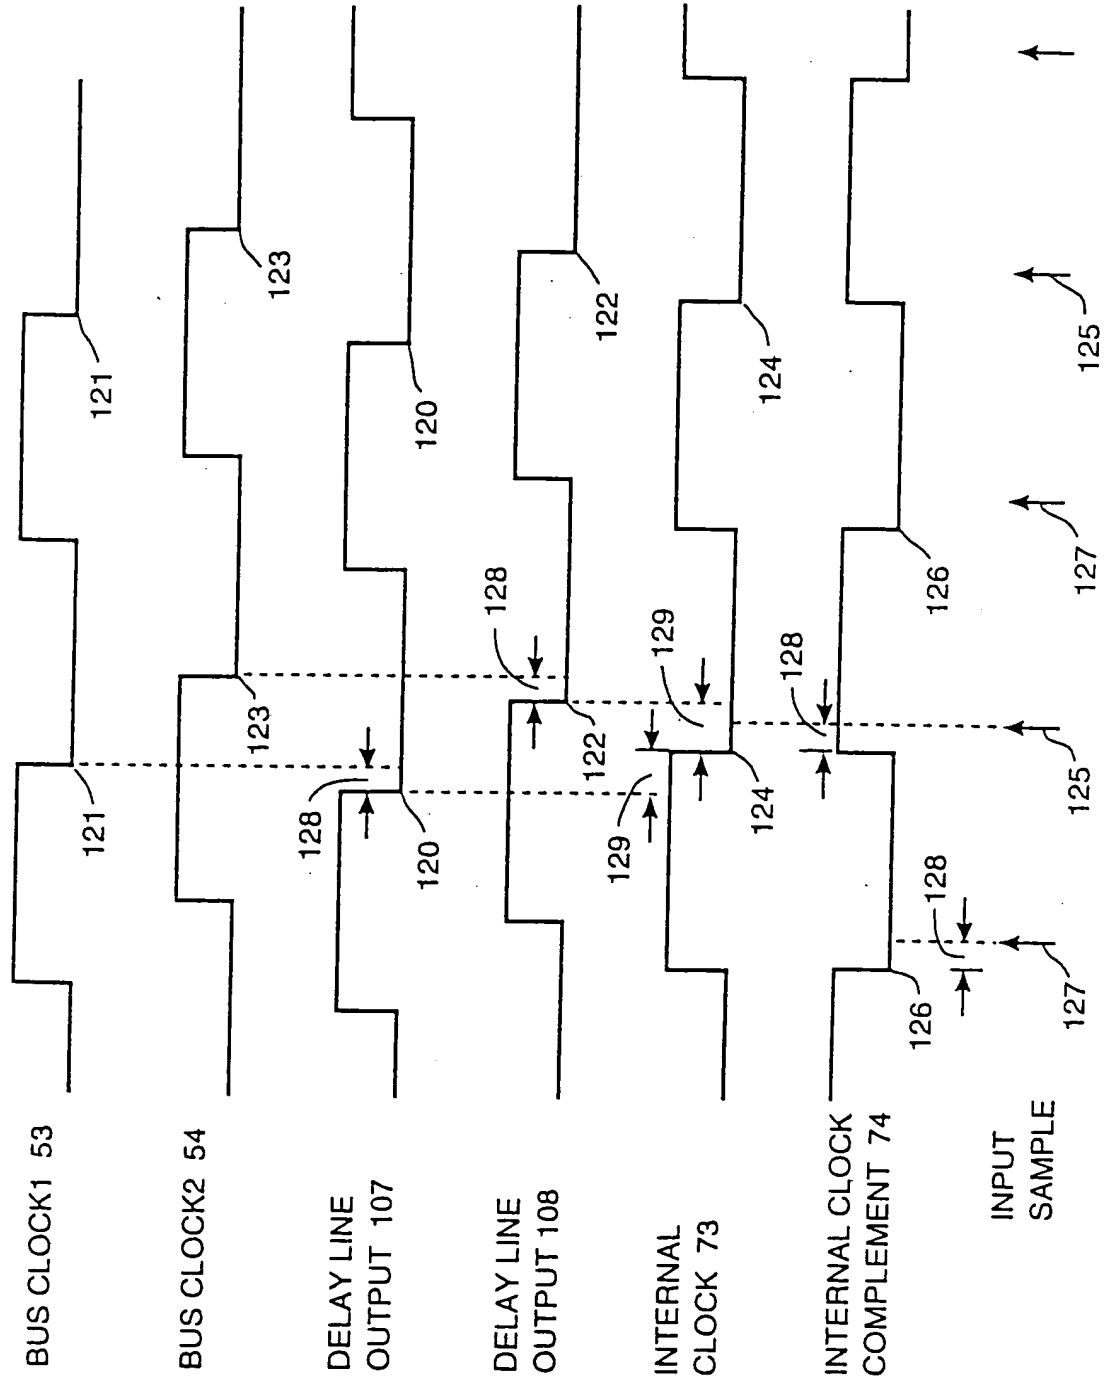 BUS CLOCK1 53
121
121
BUS CLOCK2 54
123
123
DELAY LINE
OUTPUT 107
128
120
120
DELAY LINE
OUTPUT 108
128
122
122
INTERNAL
CLOCK 73
129
129
124
124
INTERNAL CLOCK
COMPLEMENT 74
128
128
126
126
INPUT
SAMPLE
127
125
127
125